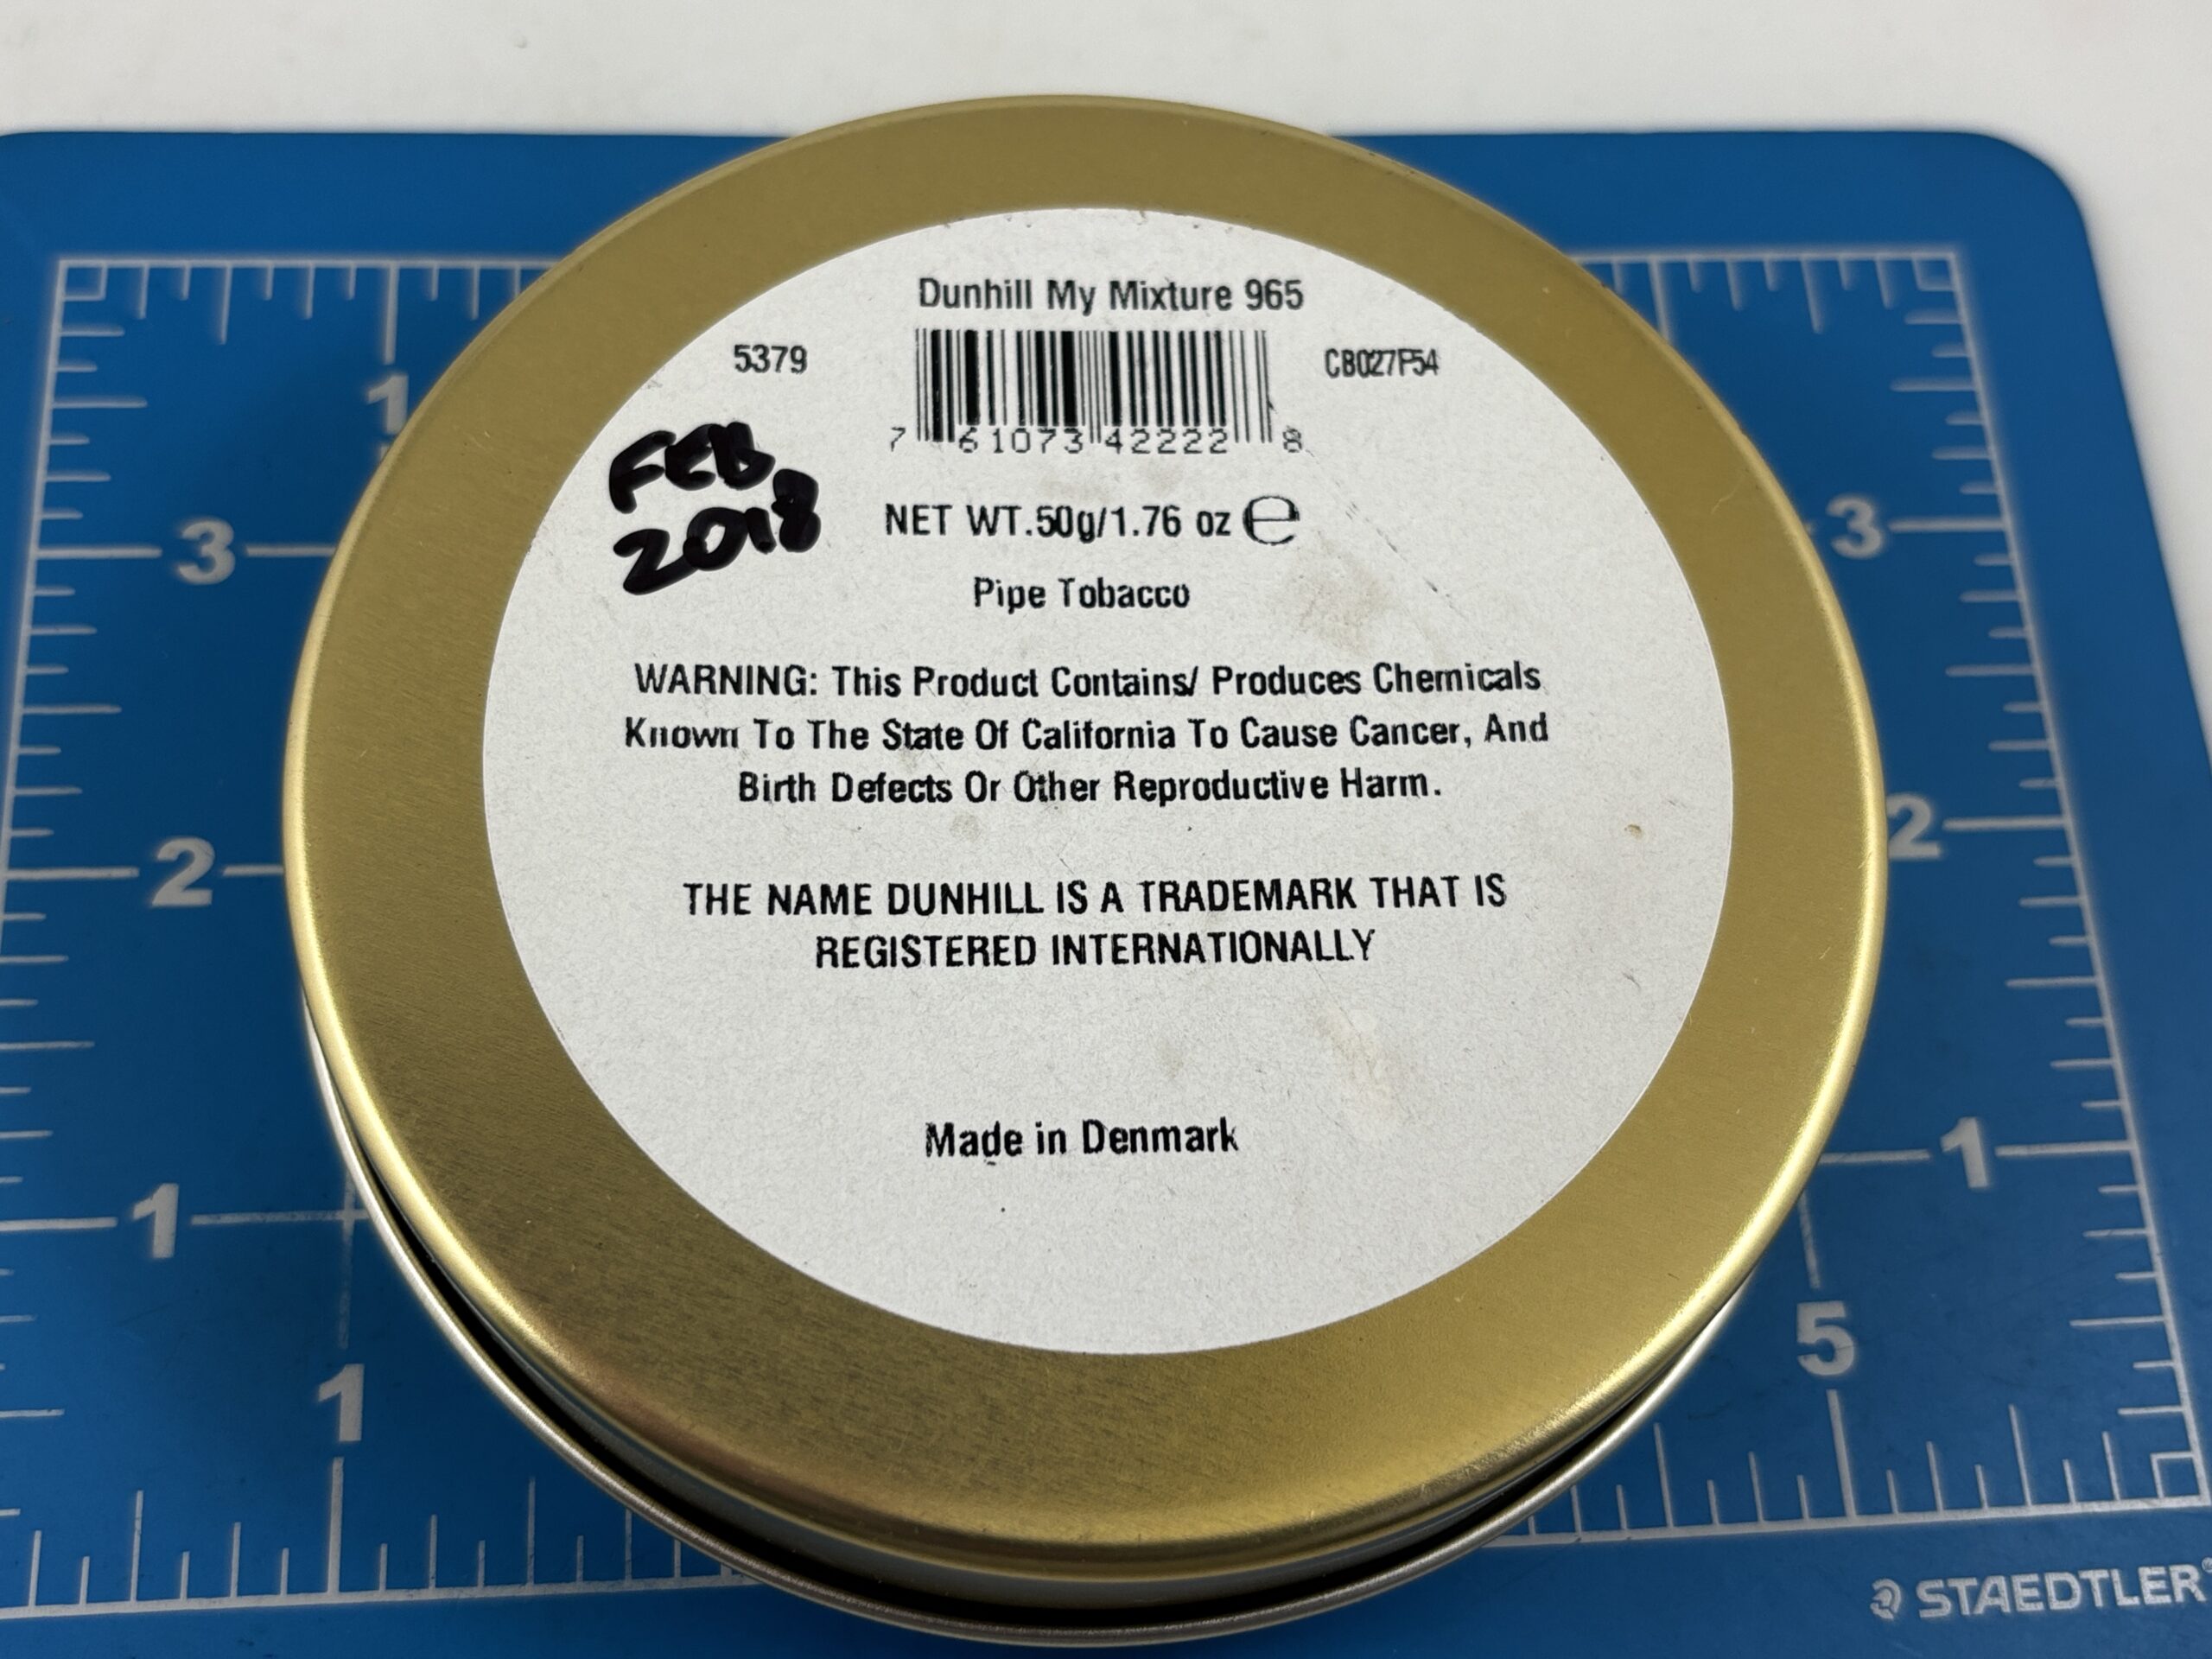 Dunhill My Mixture 965
5379
CB027F54
7 61073 42222 8
FEB
2018
NET WT.50g/1.76 oz ℮
Pipe Tobacco
WARNING: This Product Contains/ Produces Chemicals
Known To The State Of California To Cause Cancer, And
Birth Defects Or Other Reproductive Harm.
THE NAME DUNHILL IS A TRADEMARK THAT IS
REGISTERED INTERNATIONALLY
Made in Denmark
1
3
3
2
2
1
1
1
5
STAEDTLER